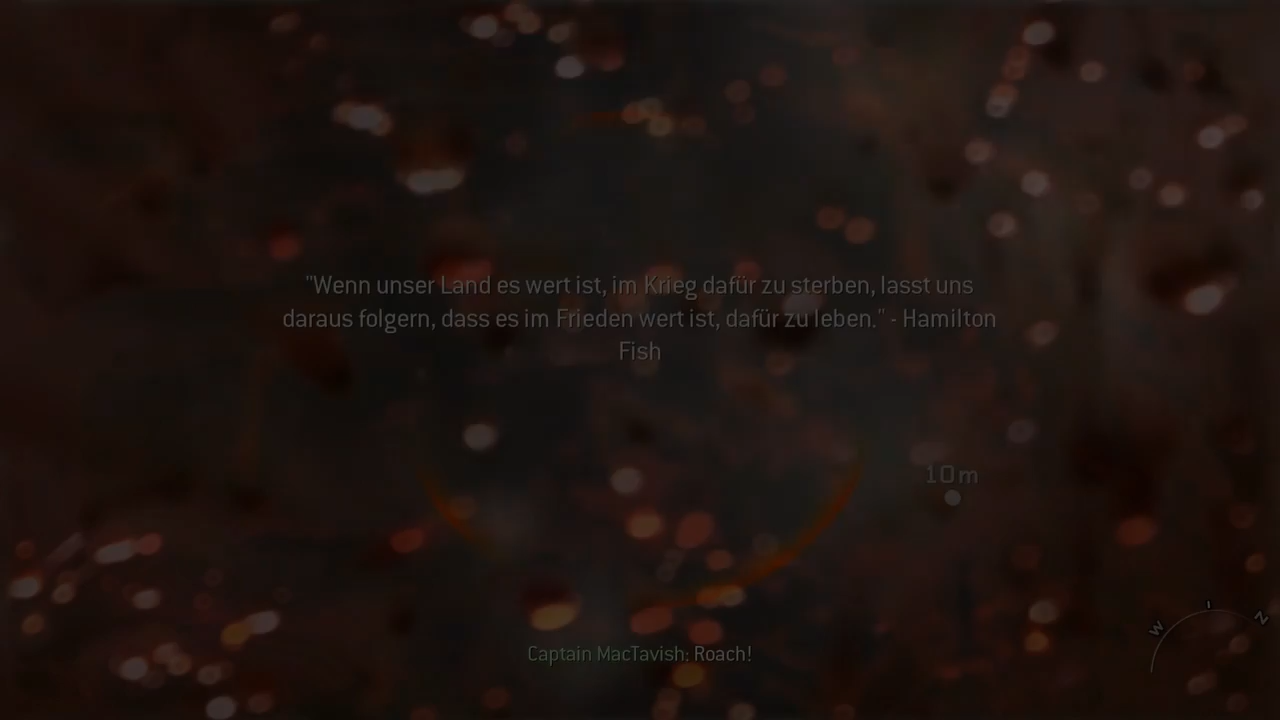 "Wenn unser Land es wert ist, im Krieg dafür zu sterben, lasst uns
daraus folgern, dass es im Frieden wert ist, dafür zu leben." - Hamilton
Fish
10m
W
Z
Captain MacTavish: Roach!